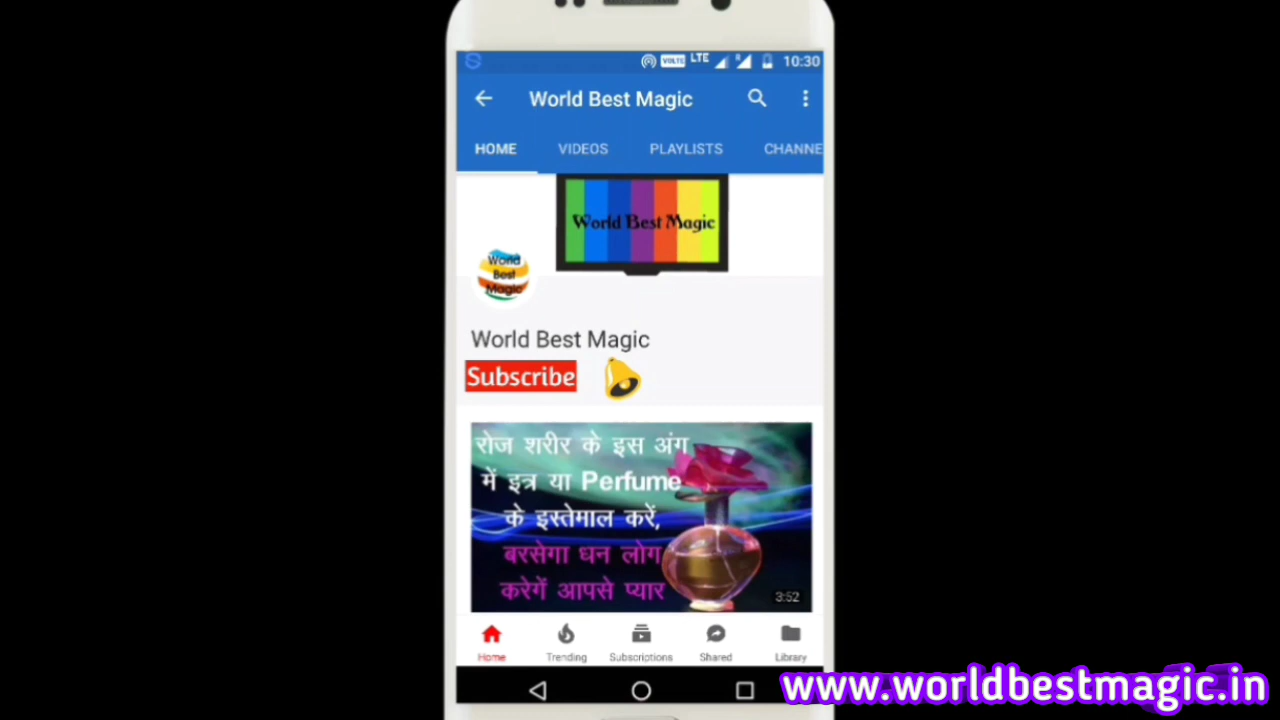 VOLTE LTE R 10:30
World Best Magic
HOME VIDEOS PLAYLISTS CHANNE
World Best Magic
World
Best
Magic
World Best Magic
Subscribe
रोज शरीर के इस अंग
में इत्र या Perfume
के इस्तेमाल करें,
बरसेगा धन लोग
करेगें आपसे प्यार
3:52
Home Trending Subscriptions Shared Library
www.worldbestmagic.in